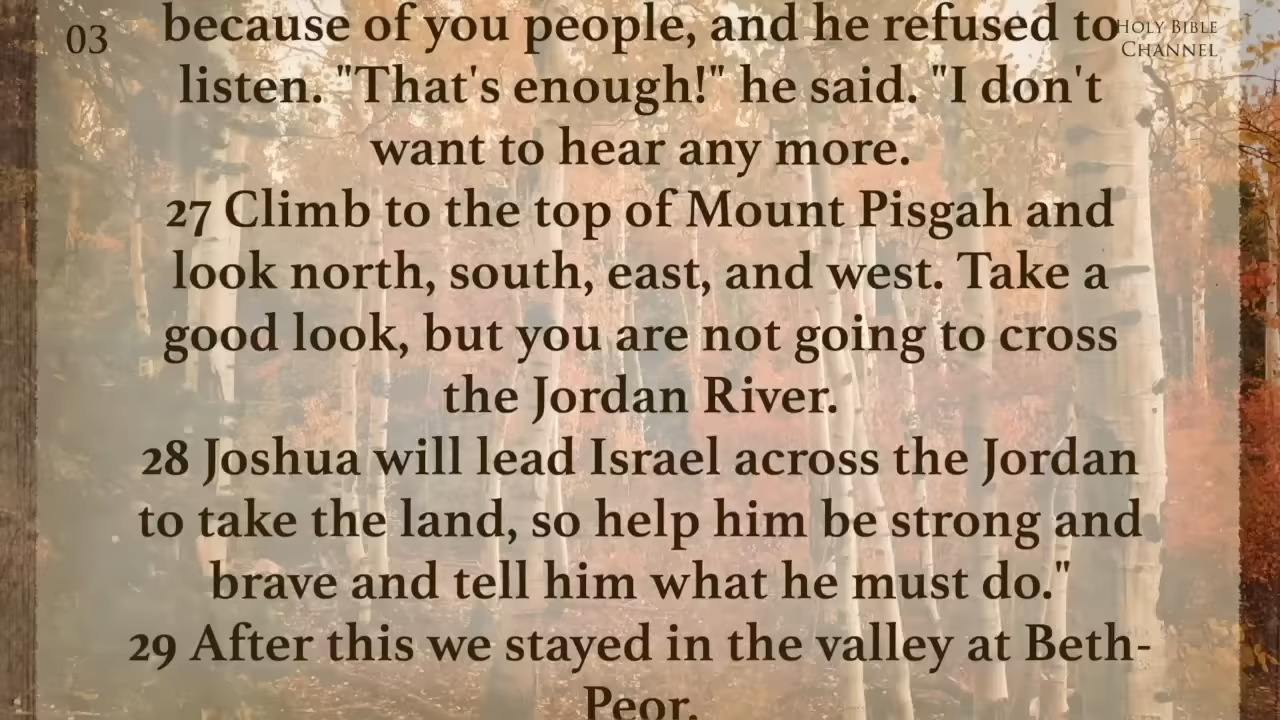 03
HOLY BIBLE
CHANNEL
because of you people, and he refused to
listen. "That's enough!" he said. "I don't
want to hear any more.
27 Climb to the top of Mount Pisgah and
look north, south, east, and west. Take a
good look, but you are not going to cross
the Jordan River.
28 Joshua will lead Israel across the Jordan
to take the land, so help him be strong and
brave and tell him what he must do."
29 After this we stayed in the valley at Beth-
Peor.